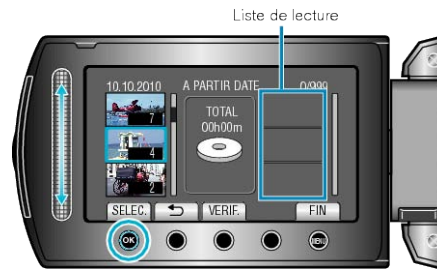 Liste de lecture
10.10.2010 A PARTIR DATE 0/999
7
TOTAL
00h00m
4
2
SELEC. VERIF. FIN
OK MENU